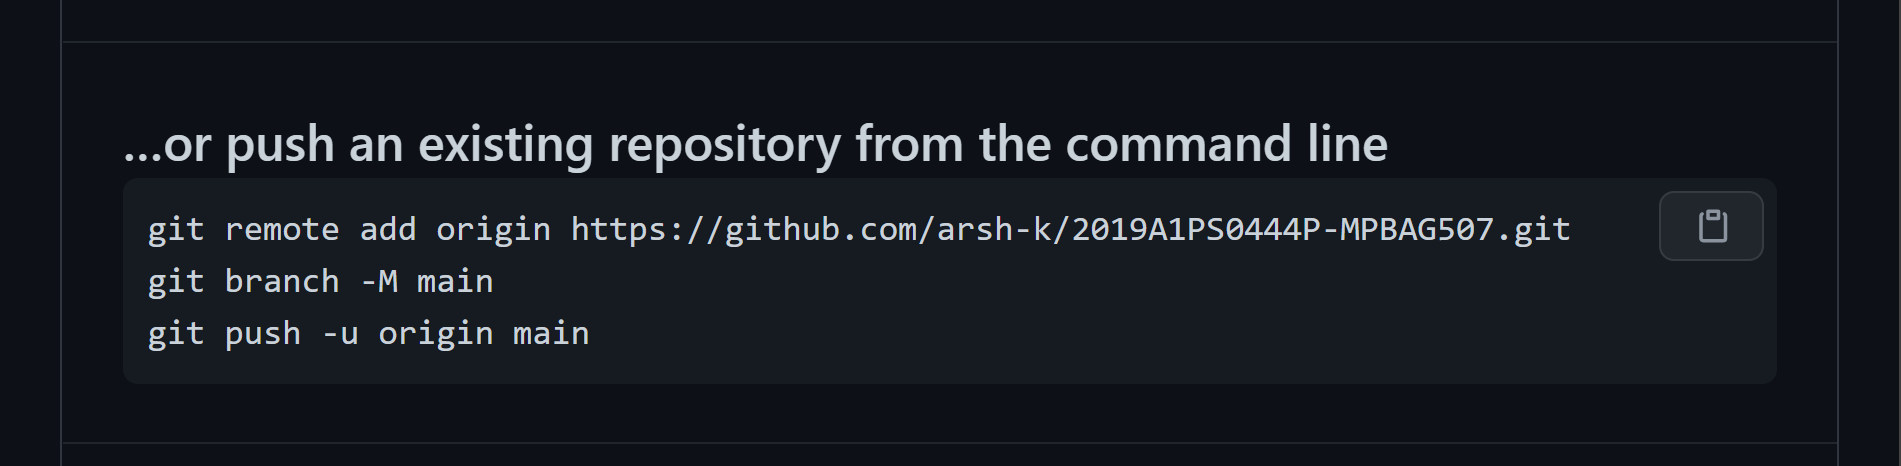 ...or push an existing repository from the command line
git remote add origin https://github.com/arsh-k/2019A1PS0444P-MPBAG507.git
git branch -M main
git push -u origin main